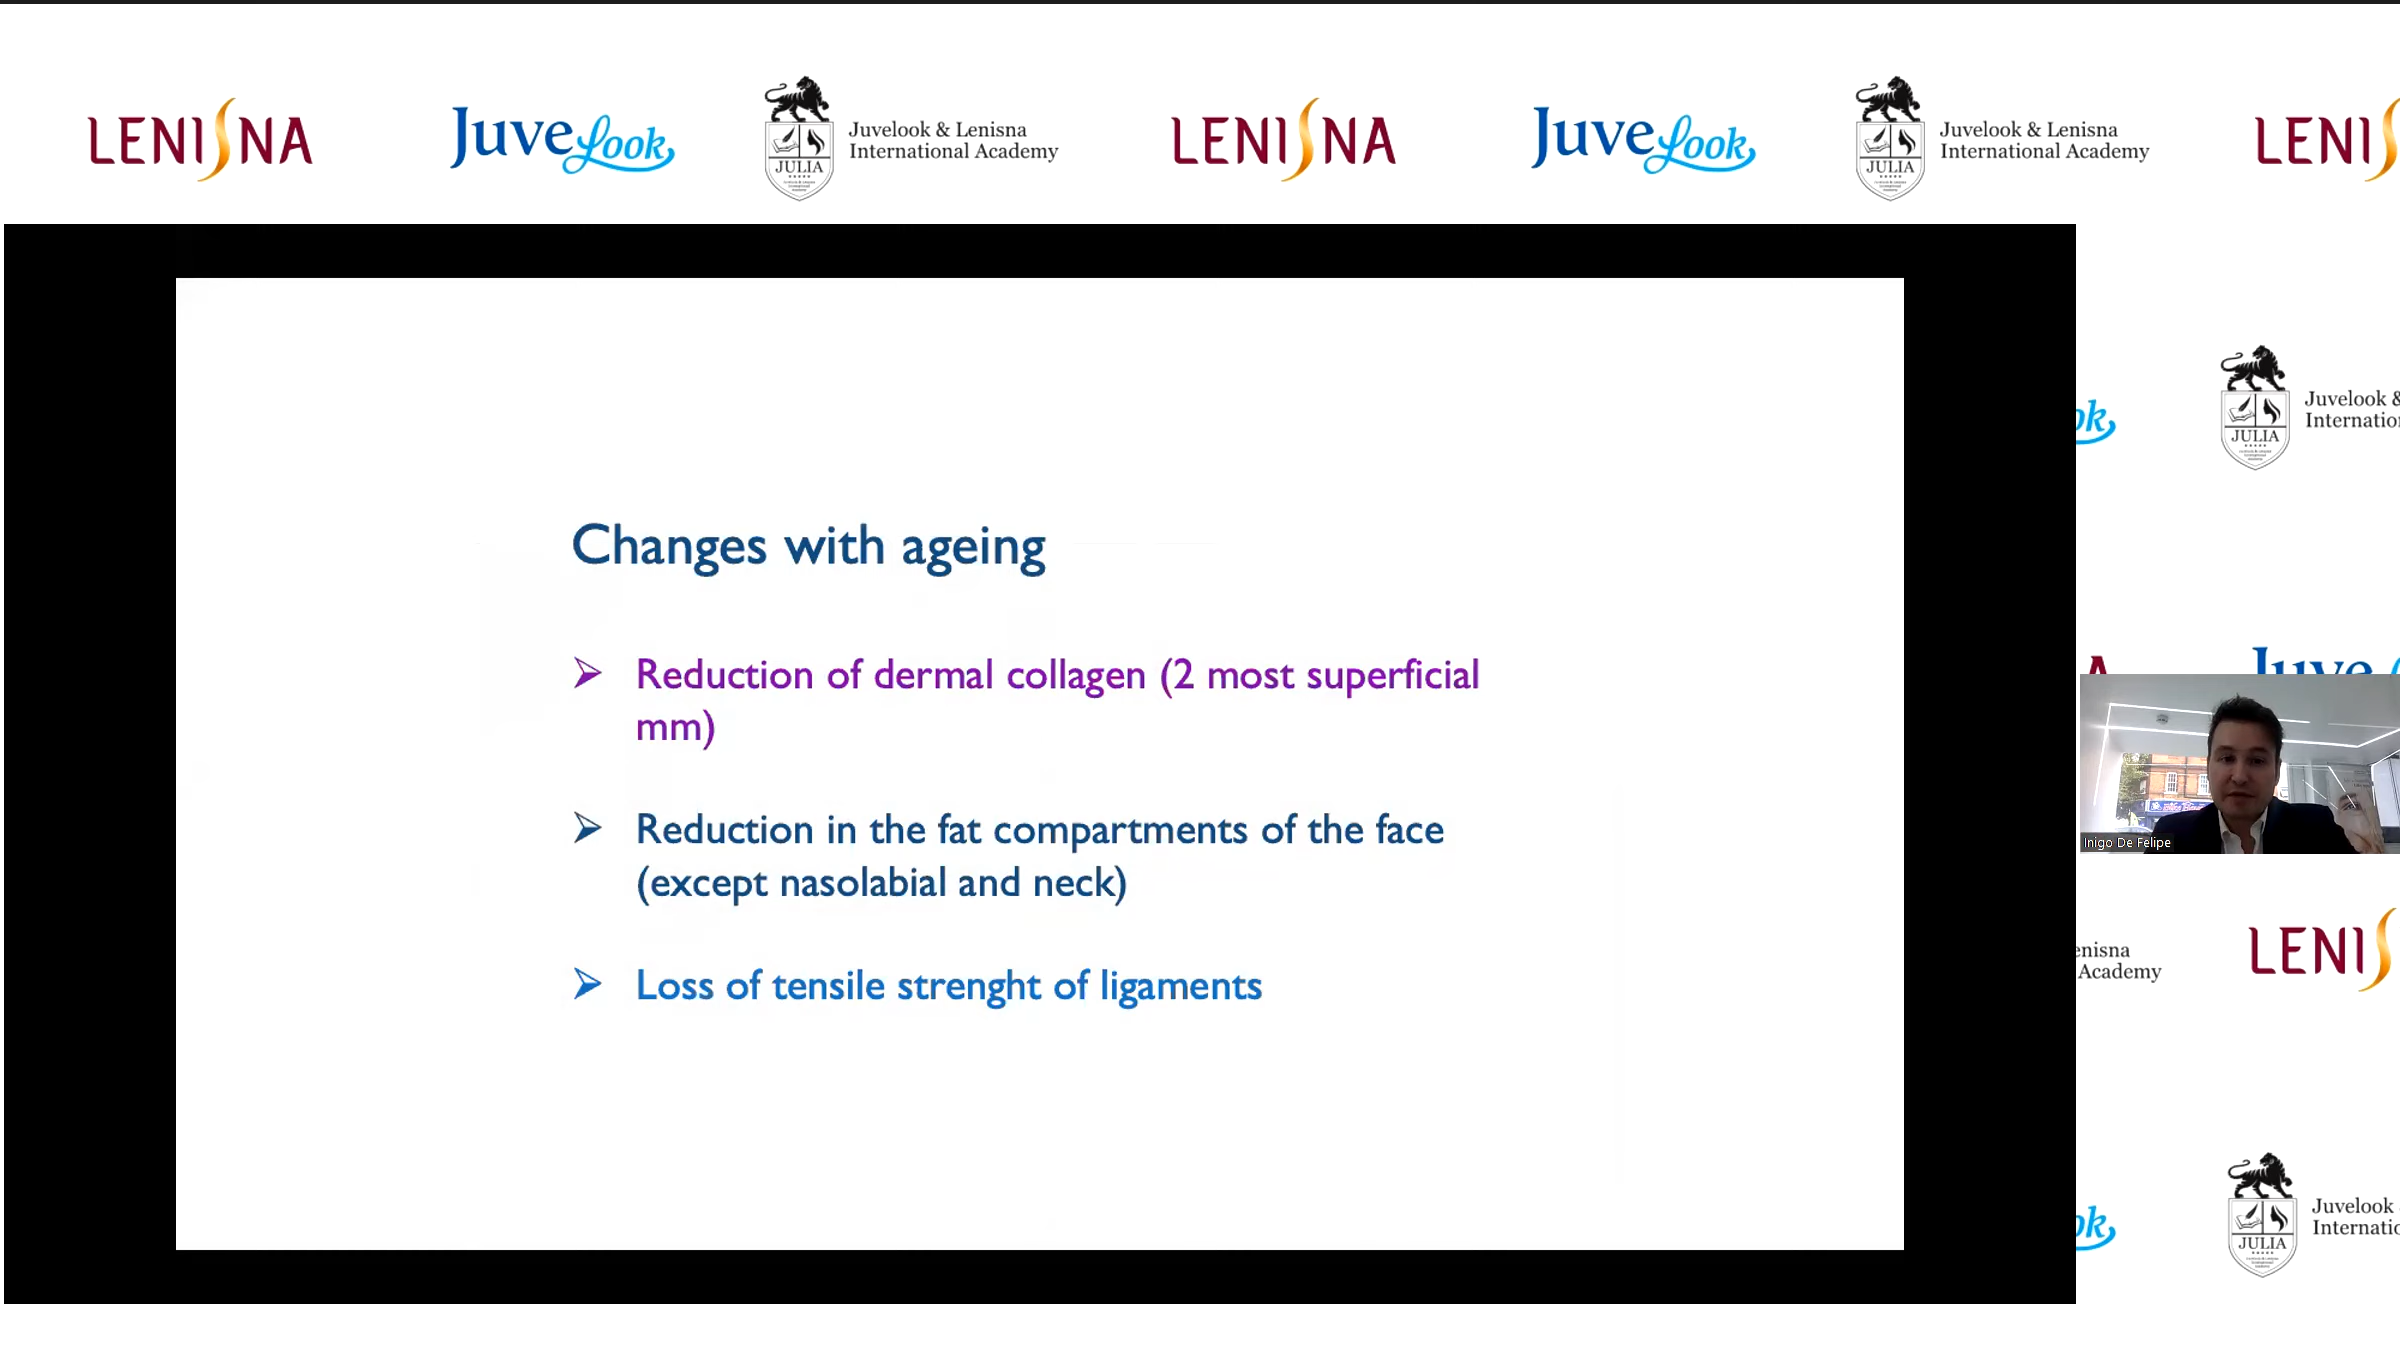 LENISNA
JuveLook
JULIA
Juvelook & Lenisna
International Academy
LENISNA
JuveLook
JULIA
Juvelook & Lenisna
International Academy
LENIS
Changes with ageing
➢ Reduction of dermal collagen (2 most superficial
mm)
➢ Reduction in the fat compartments of the face
(except nasolabial and neck)
➢ Loss of tensile strenght of ligaments
ok
JULIA
Juvelook &
Internatio
A
Juve
Inigo De Felipe
enisna
Academy
LENIS
ok
JULIA
Juvelook
Internatio